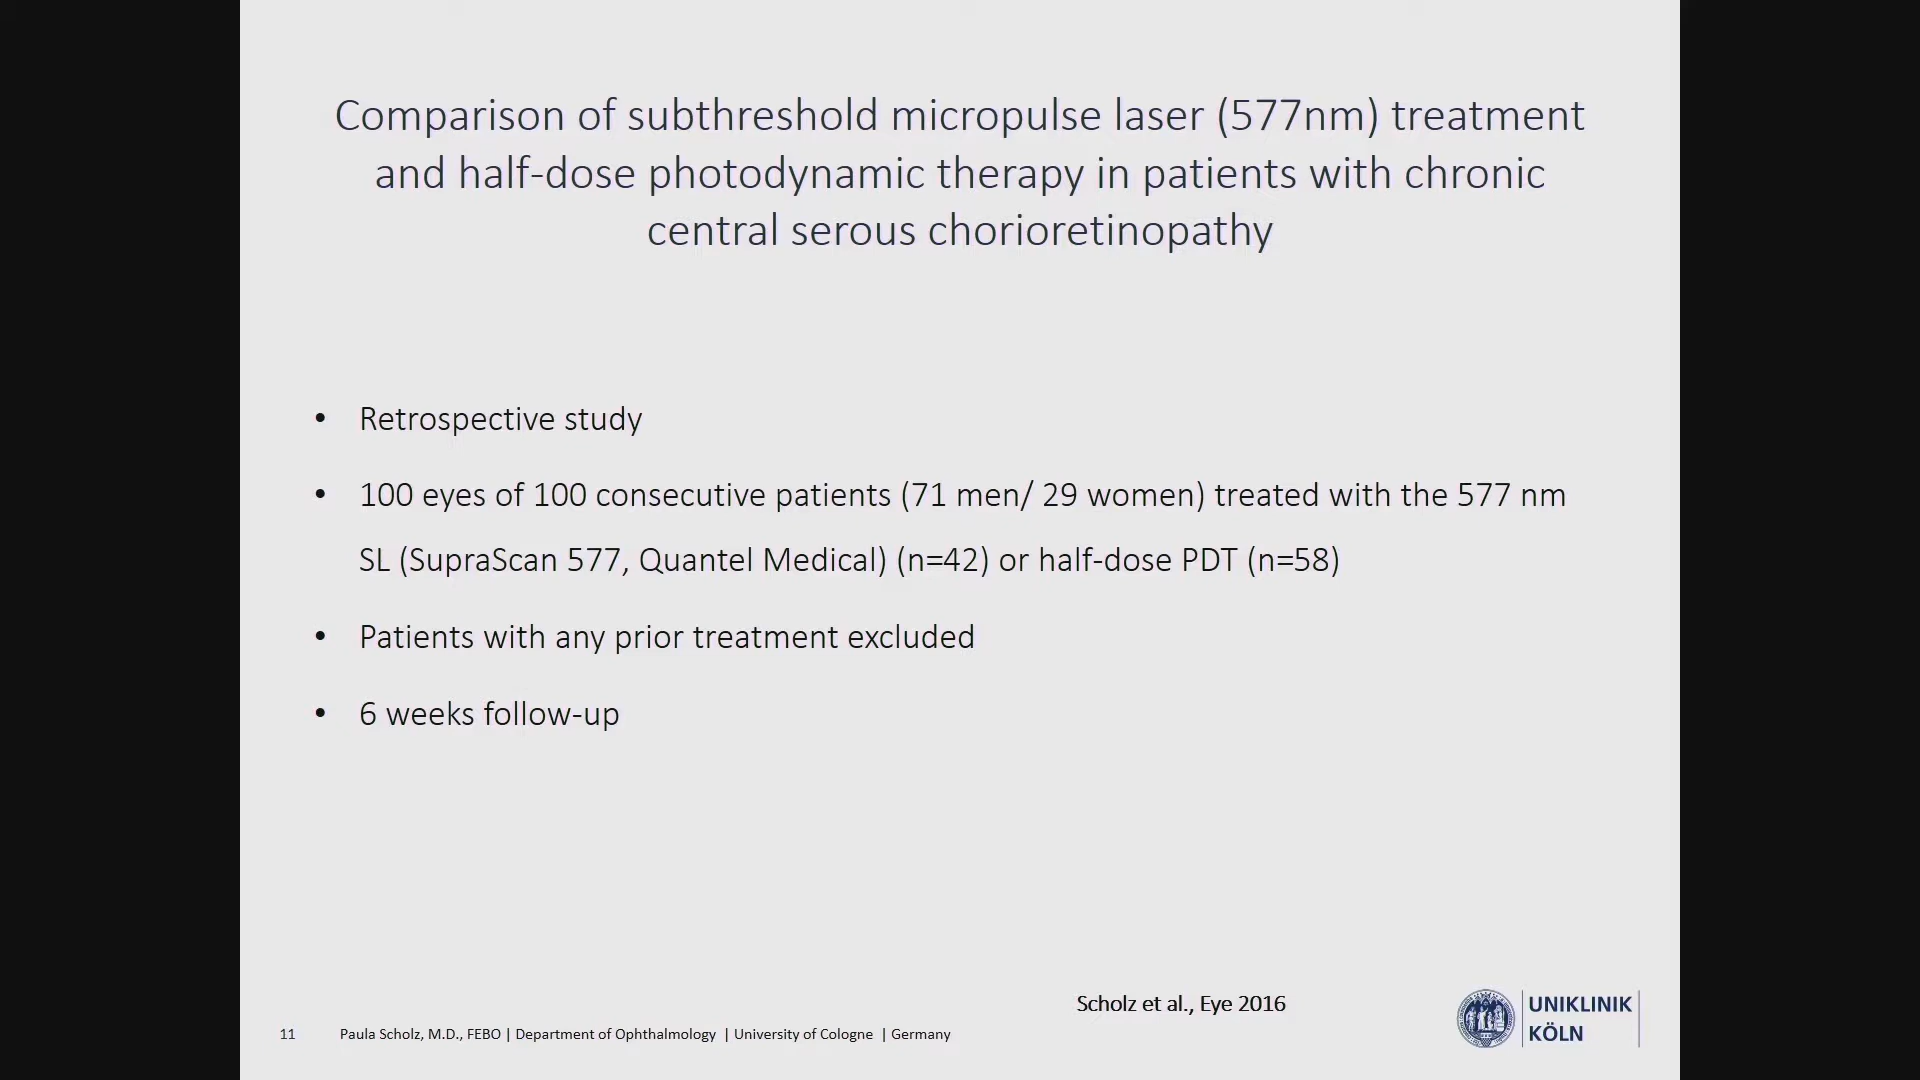 Comparison of subthreshold micropulse laser (577nm) treatment
and half-dose photodynamic therapy in patients with chronic
central serous chorioretinopathy
• Retrospective study
• 100 eyes of 100 consecutive patients (71 men/ 29 women) treated with the 577 nm
SL (SupraScan 577, Quantel Medical) (n=42) or half-dose PDT (n=58)
• Patients with any prior treatment excluded
• 6 weeks follow-up
Scholz et al., Eye 2016
11 Paula Scholz, M.D., FEBO | Department of Ophthalmology | University of Cologne | Germany
UNIKLINIK
KÖLN